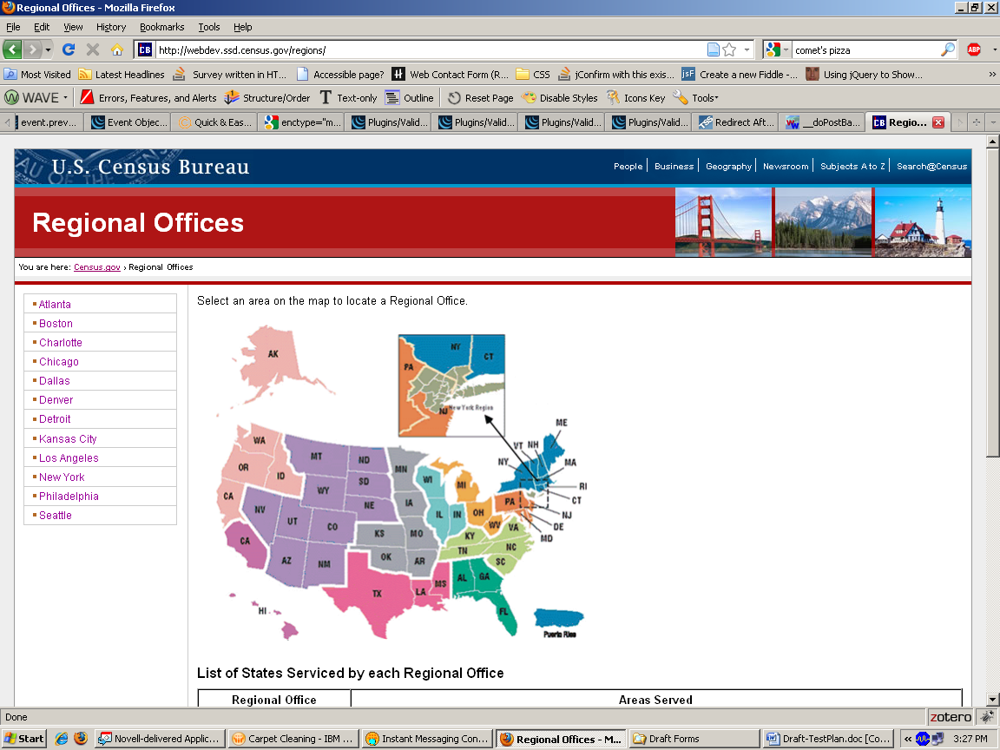 Regional Offices - Mozilla Firefox
File Edit View History Bookmarks Tools Help
CB http://webdev.ssd.census.gov/regions/ comet's pizza ABP
Most Visited Latest Headlines Survey written in HT... Accessible page? H Web Contact Form (R... CSS jConfirm with this exis... jsF Create a new Fiddle -... Using jQuery to Show... »
W WAVE Errors, Features, and Alerts Structure/Order T Text-only Outline Reset Page Disable Styles Icons Key Tools
event.prev... Event Objec... Quick & Eas... enctype="m... Plugins/Valid... Plugins/Valid... Plugins/Valid... Plugins/Valid... Redirect Aft... __doPostBa... CB Regio...
U.S. Census Bureau
People | Business | Geography | Newsroom | Subjects A to Z | Search@Census
Regional Offices
You are here: Census.gov › Regional Offices
Atlanta
Boston
Charlotte
Chicago
Dallas
Denver
Detroit
Kansas City
Los Angeles
New York
Philadelphia
Seattle
Select an area on the map to locate a Regional Office.
AK
NY CT
PA
NJ New York Region
ME
VT NH
NY MA
RI
CT
NJ
DE
MD
WA MT ND MN
OR ID SD WI MI
WY IA PA
CA NV NE IL IN OH
UT CO KS MO WV VA
KY
CA AZ NM OK AR TN NC
SC
TX LA MS AL GA
FL
HI
Puerto Rico
List of States Serviced by each Regional Office
Regional Office Areas Served
Done zotero
Start Novell-delivered Applic... Carpet Cleaning - IBM ... Instant Messaging Con... Regional Offices - M... Draft Forms Draft-TestPlan.doc [Co... « 3:27 PM